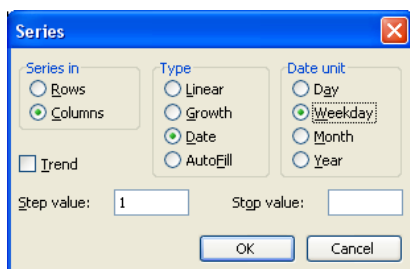 Series
Series in Type Date unit
Rows Linear Day
Columns Growth Weekday
Date Month
Trend AutoFill Year
Step value: 1 Stop value:
OK Cancel